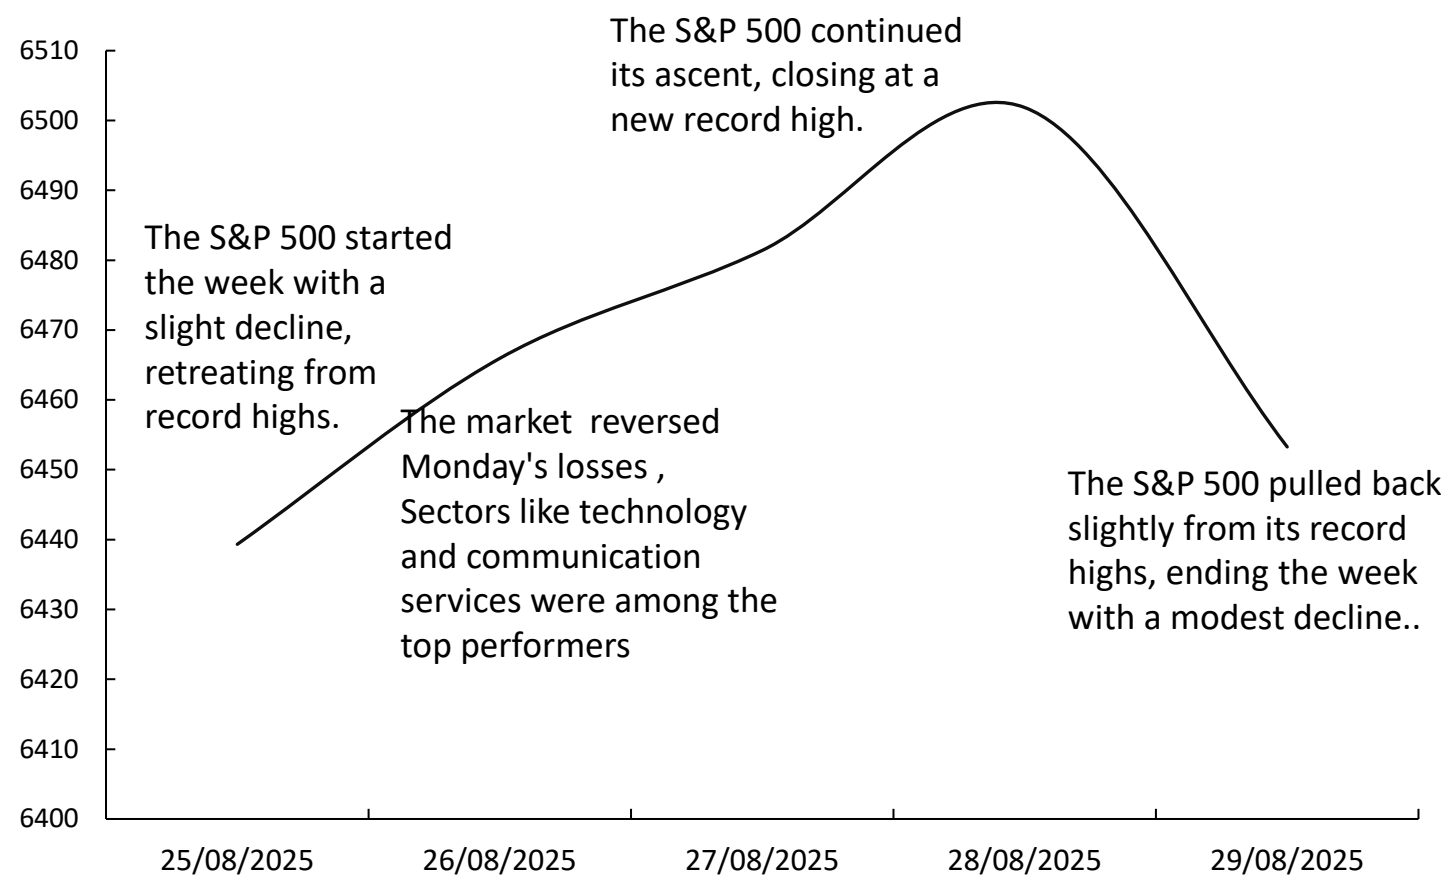 The S&P 500 continued
its ascent, closing at a
new record high.
6510
6500
6490
6480
6470
6460
6450
6440
6430
6420
6410
6400
The S&P 500 started
the week with a
slight decline,
retreating from
record highs.
The market  reversed
Monday's losses ,
Sectors like technology
and communication
services were among the
top performers
The S&P 500 pulled back
slightly from its record
highs, ending the week
with a modest decline..
25/08/2025
26/08/2025
27/08/2025
28/08/2025
29/08/2025